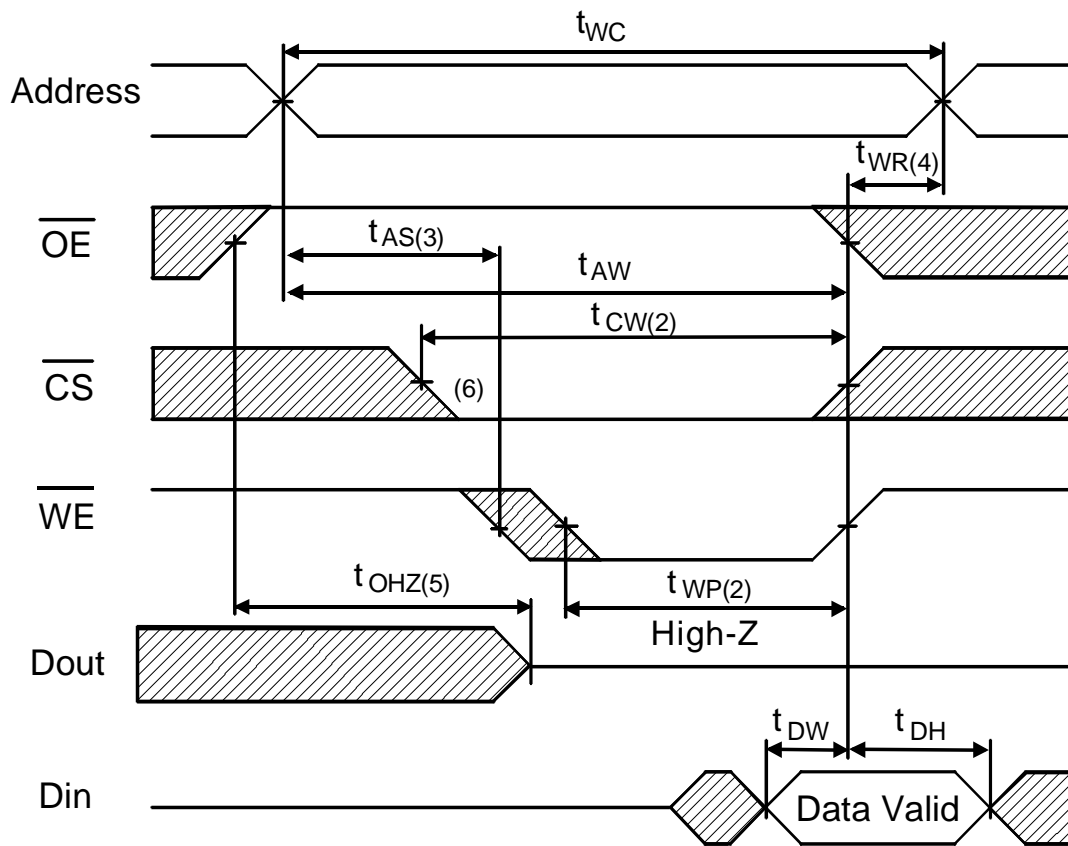 tWC
Address
tWR(4)
OE
tAS(3)
tAW
tCW(2)
CS
(6)
WE
tOHZ(5)
tWP(2)
High-Z
Dout
tDW
tDH
Din
Data Valid